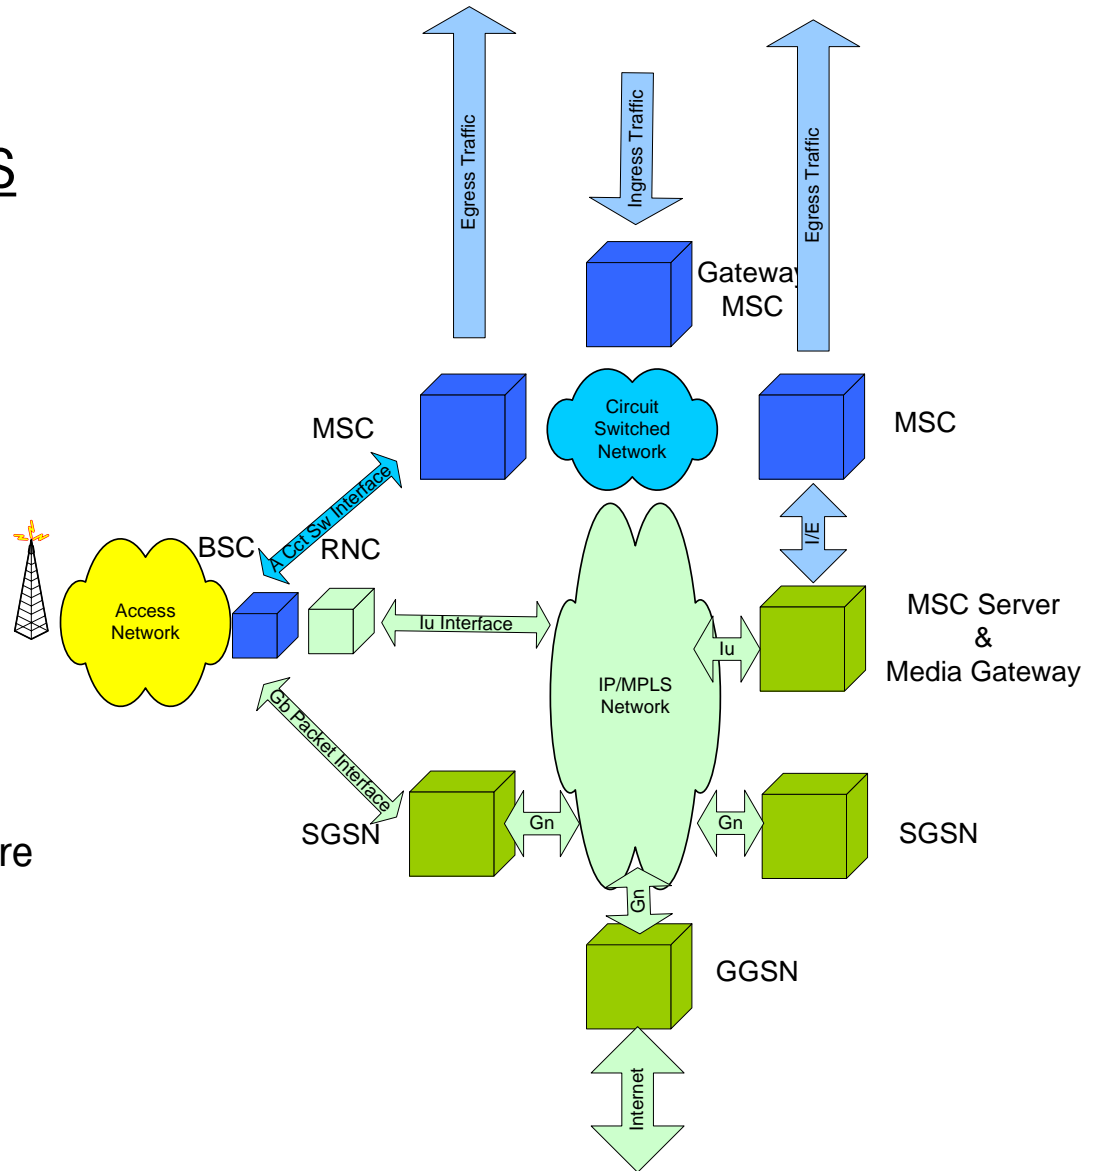 S
Egress Traffic
Ingress Traffic
Egress Traffic
Gateway
MSC
MSC
Circuit
Switched
Network
MSC
A Cct Sw Interface
I/E
BSC
RNC
Access
Network
Iu Interface
Iu
MSC Server
&
Media Gateway
IP/MPLS
Network
Gb Packet Interface
SGSN
Gn
Gn
SGSN
re
Gn
GGSN
Internet